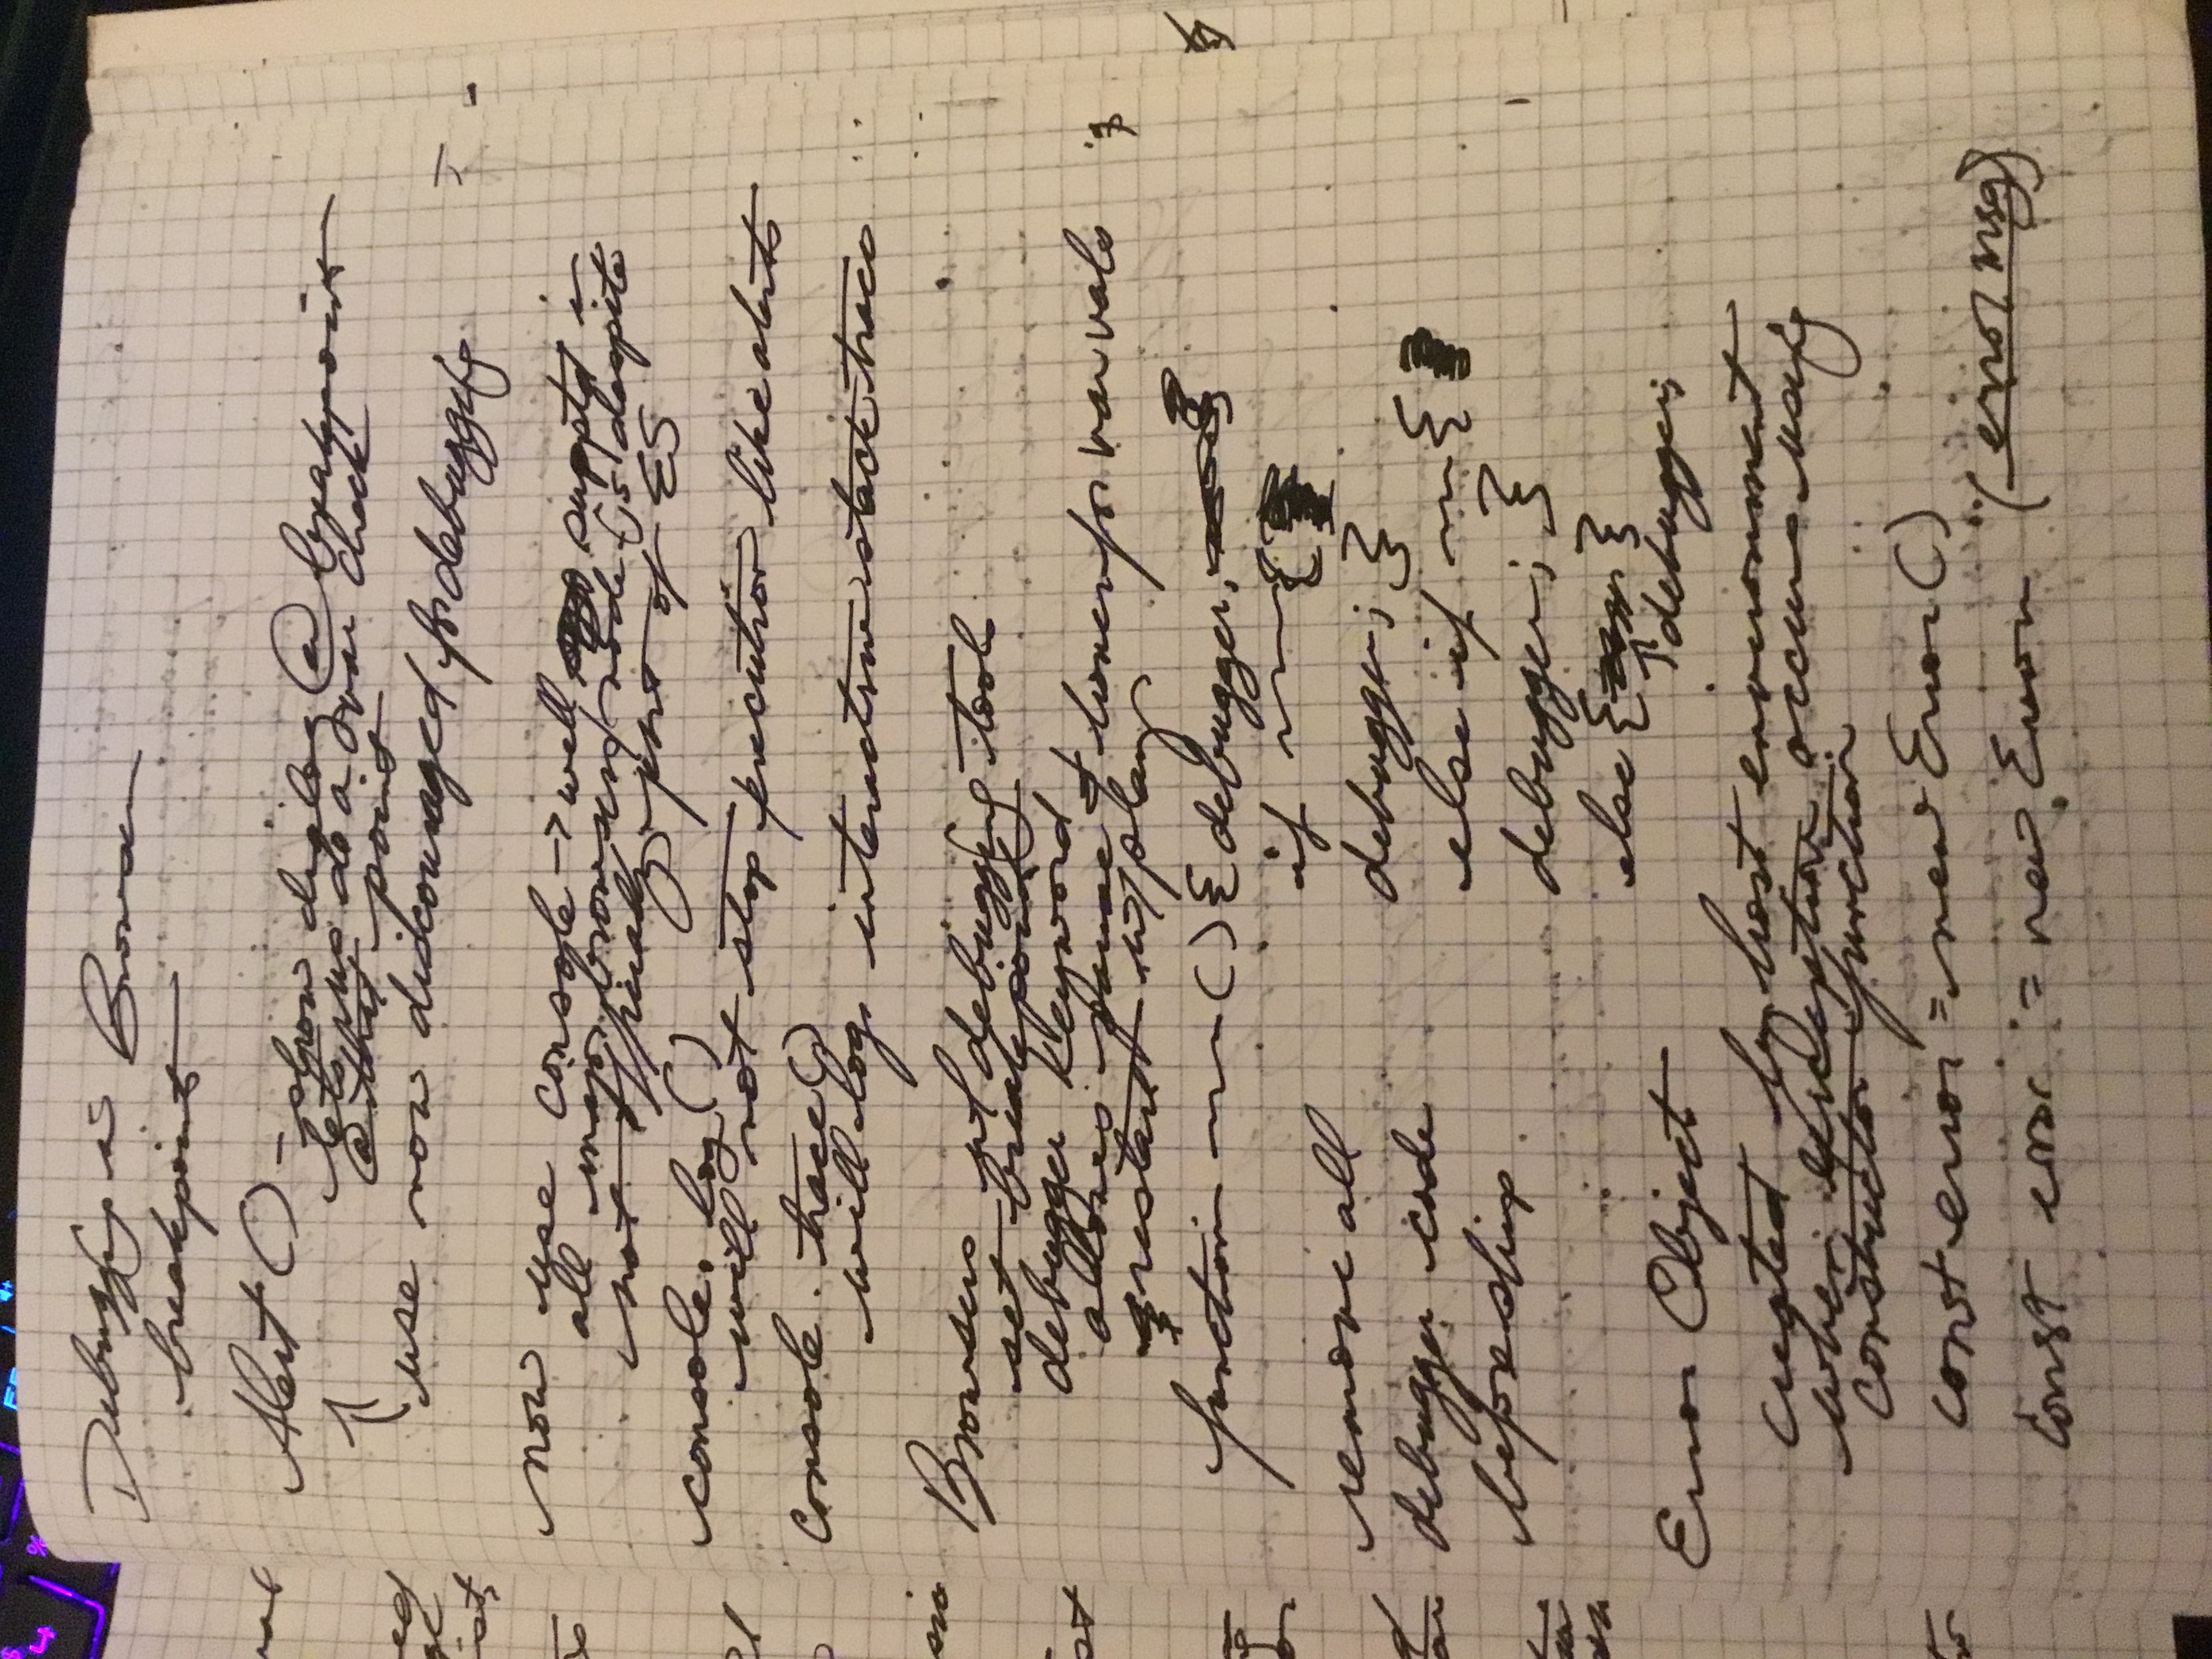 Debugging in Browser
breakpoints
Alert () - show dialog @ breakpoint
lets us do a var check
@ that point
use now discouraged for debugging
now use console -> well supptd in
all major browsers/node.js despite
not officially part of ES
console.log()
will not stop execution like alerts
console.trace()
will log interactive stack trace
Browsers w/ debugging tools
set breakpoint
debugger keyword
allows pause + hover for var vals
restart w/ play
function ~~ () { debugger;
if ~~ {
remove all
debugger; }
debugger code
else if ~~ {
before ship
debugger; }
else { }
↑ debugger;
Error Object
created by host environment
when exception occurs using
constructor function
const error = new Error ()
const error = new Error (error msg)